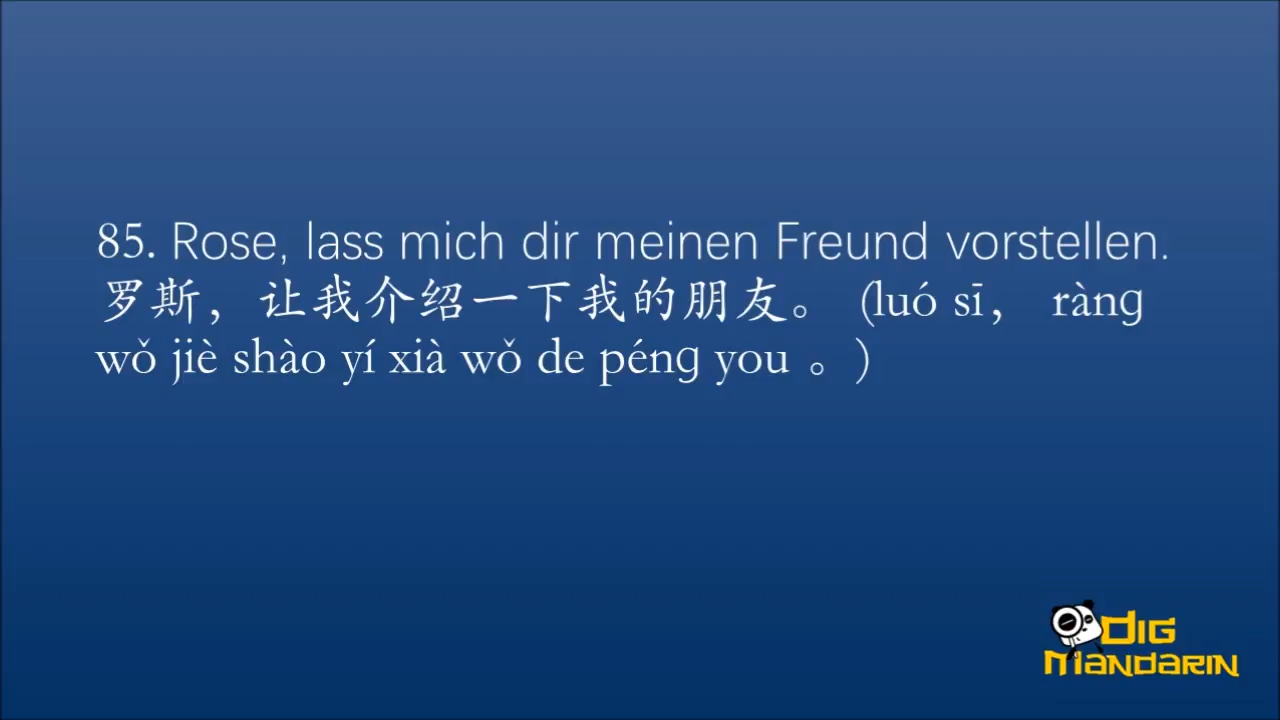 85. Rose, lass mich dir meinen Freund vorstellen.
罗斯，让我介绍一下我的朋友。 (luó sī， ràng
wǒ jiè shào yí xià wǒ de péng you 。)
DIG
MANDARIN